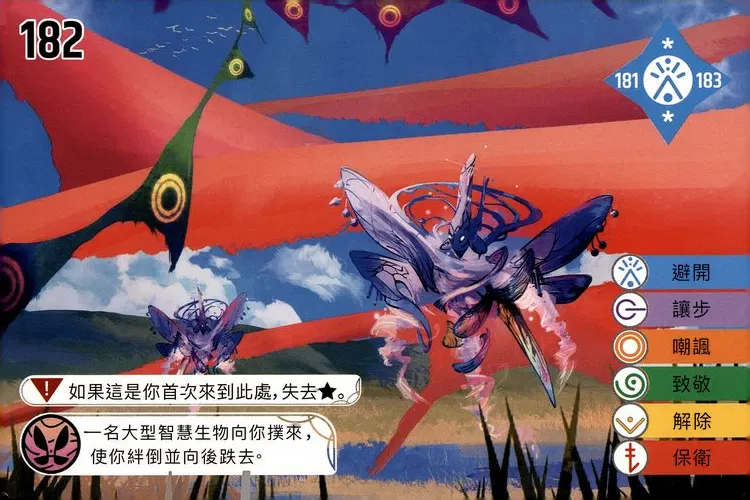 182
*
181 183
*
避開
讓步
嘲諷
致敬
解除
保衛
! 如果這是你首次來到此處,失去★。
一名大型智慧生物向你撲來,
使你絆倒並向後跌去。